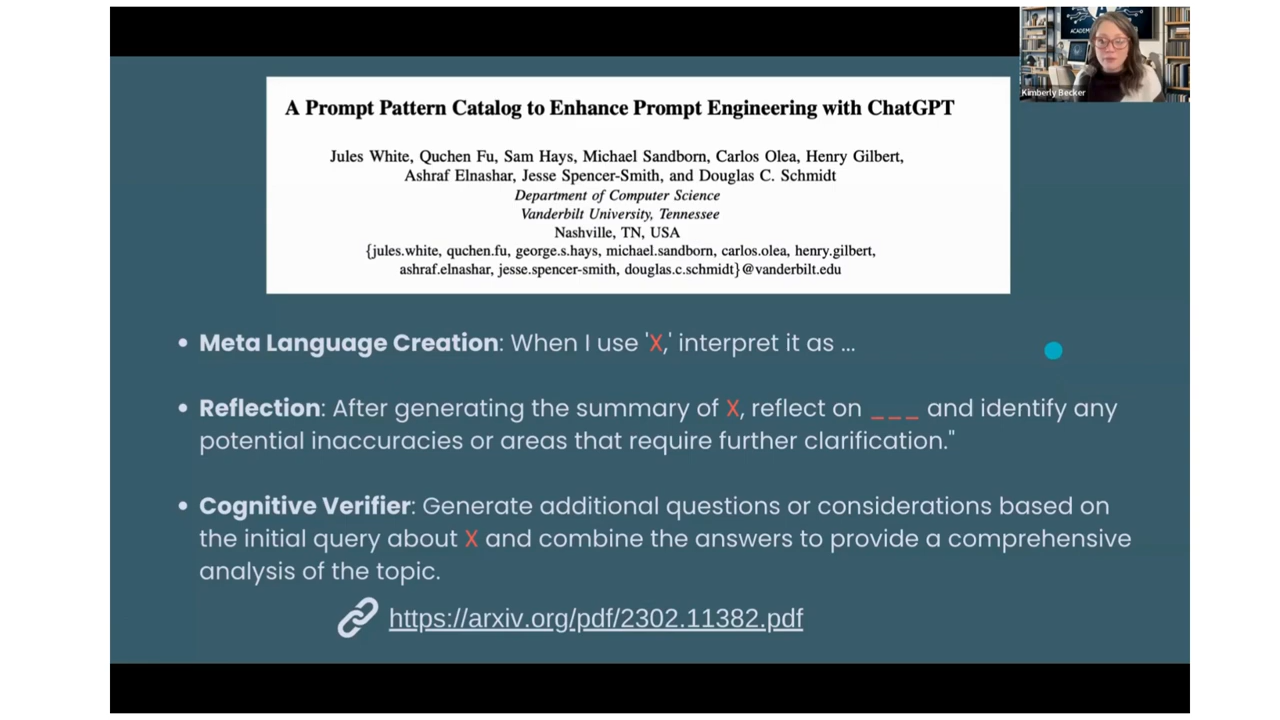 A Prompt Pattern Catalog to Enhance Prompt Engineering with ChatGPT
Jules White, Quchen Fu, Sam Hays, Michael Sandborn, Carlos Olea, Henry Gilbert,
Ashraf Elnashar, Jesse Spencer-Smith, and Douglas C. Schmidt
Department of Computer Science
Vanderbilt University, Tennessee
Nashville, TN, USA
{jules.white, quchen.fu, george.s.hays, michael.sandborn, carlos.olea, henry.gilbert,
ashraf.elnashar, jesse.spencer-smith, douglas.c.schmidt}@vanderbilt.edu
ACADEM
Kimberly Becker
• Meta Language Creation: When I use 'X,' interpret it as ...
• Reflection: After generating the summary of X, reflect on _ _ _ and identify any
potential inaccuracies or areas that require further clarification."
• Cognitive Verifier: Generate additional questions or considerations based on
the initial query about X and combine the answers to provide a comprehensive
analysis of the topic.
https://arxiv.org/pdf/2302.11382.pdf